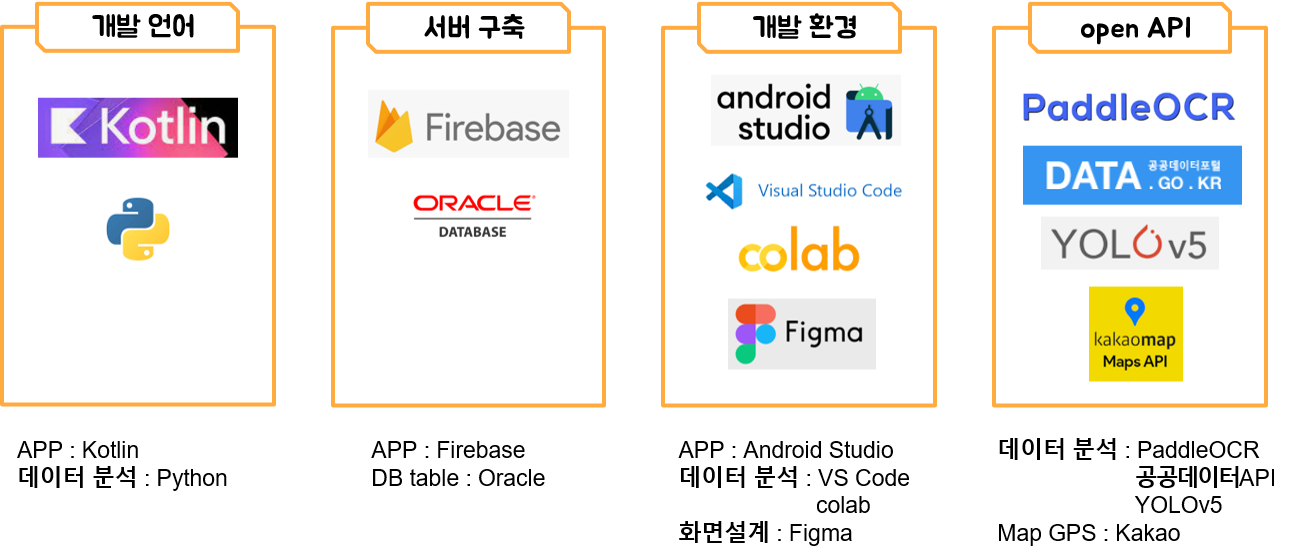 개발 언어
Kotlin
APP : Kotlin
데이터 분석 : Python
서버 구축
Firebase
ORACLE
DATABASE
APP : Firebase
DB table : Oracle
개발 환경
android
studio
Visual Studio Code
colab
Figma
APP : Android Studio
데이터 분석 : VS Code
colab
화면설계 : Figma
open API
PaddleOCR
DATA 공공데이터포털
.GO.KR
YOLOv5
kakaomap
Maps API
데이터 분석 : PaddleOCR
공공데이터API
YOLOv5
Map GPS : Kakao